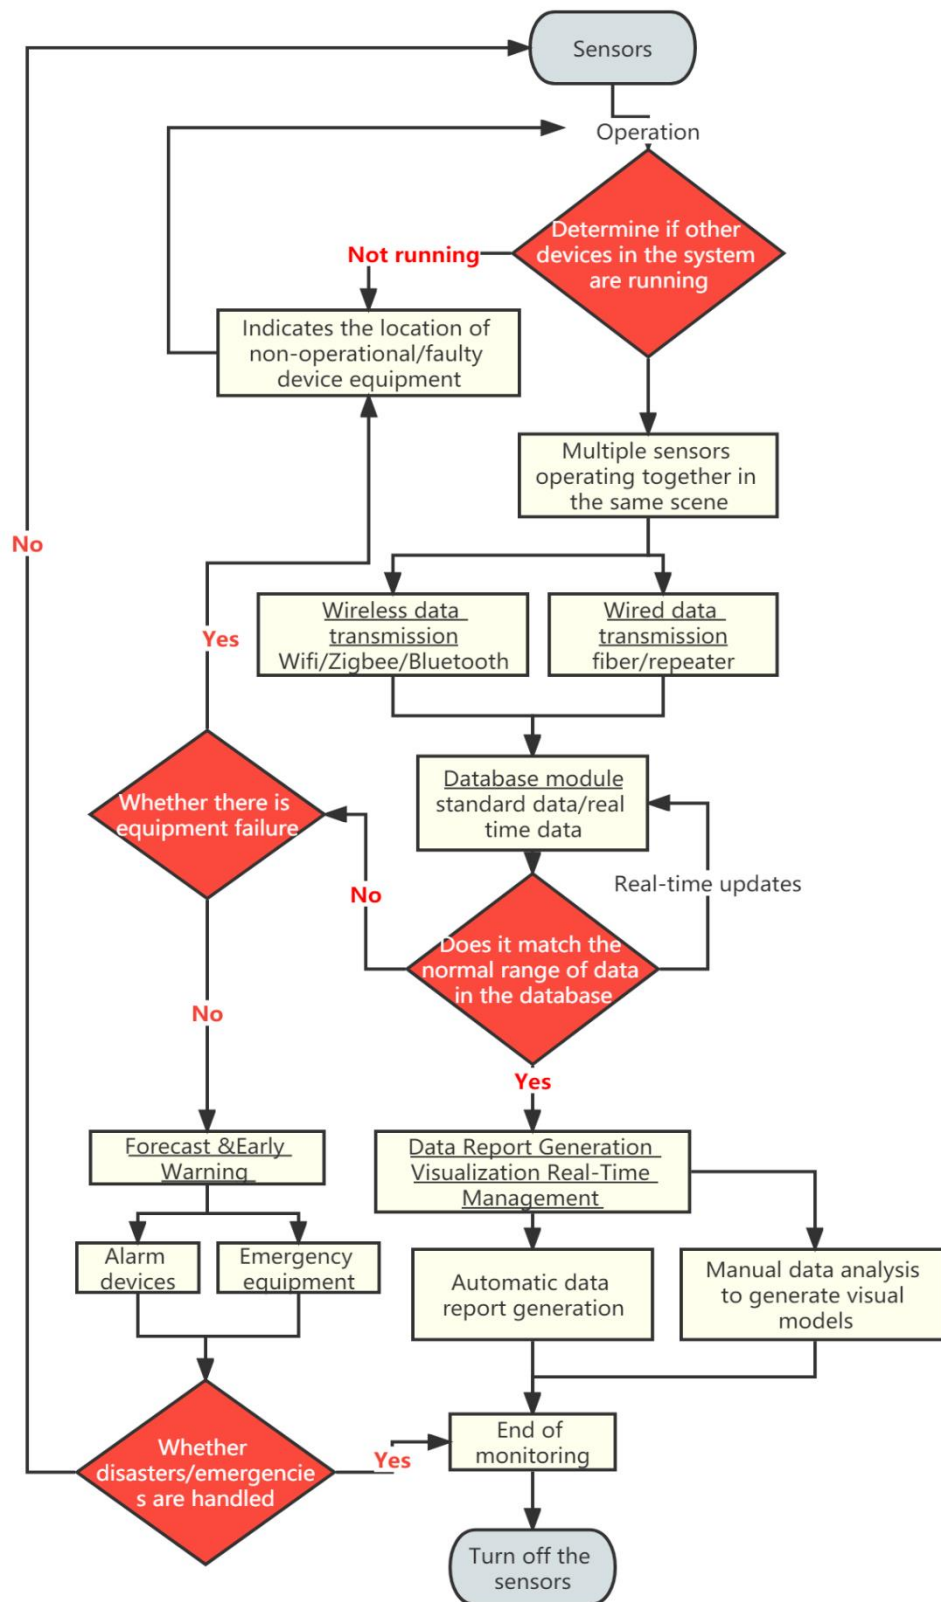 Sensors
Operation
Determine if other
devices in the system
are running
Not running
Indicates the location of
non-operational/faulty
device equipment
Multiple sensors
operating together in
the same scene
No
Wireless data
transmission
Wifi/Zigbee/Bluetooth
Wired data
transmission
fiber/repeater
Yes
Database module
standard data/real
time data
Whether there is
equipment failure
Real-time updates
No
Does it match the
normal range of data
in the database
No
Yes
Forecast &Early
Warning
Data Report Generation
Visualization Real-Time
Management
Alarm
devices
Emergency
equipment
Automatic data
report generation
Manual data analysis
to generate visual
models
Whether
disasters/emergencie
s are handled
Yes
End of
monitoring
Turn off the
sensors